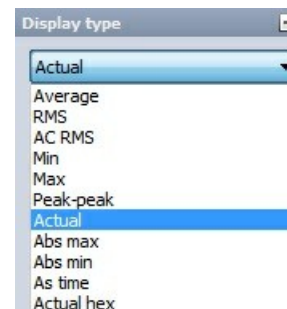 Display type
Actual
Average
RMS
AC RMS
Min
Max
Peak-peak
Actual
Abs max
Abs min
As time
Actual hex